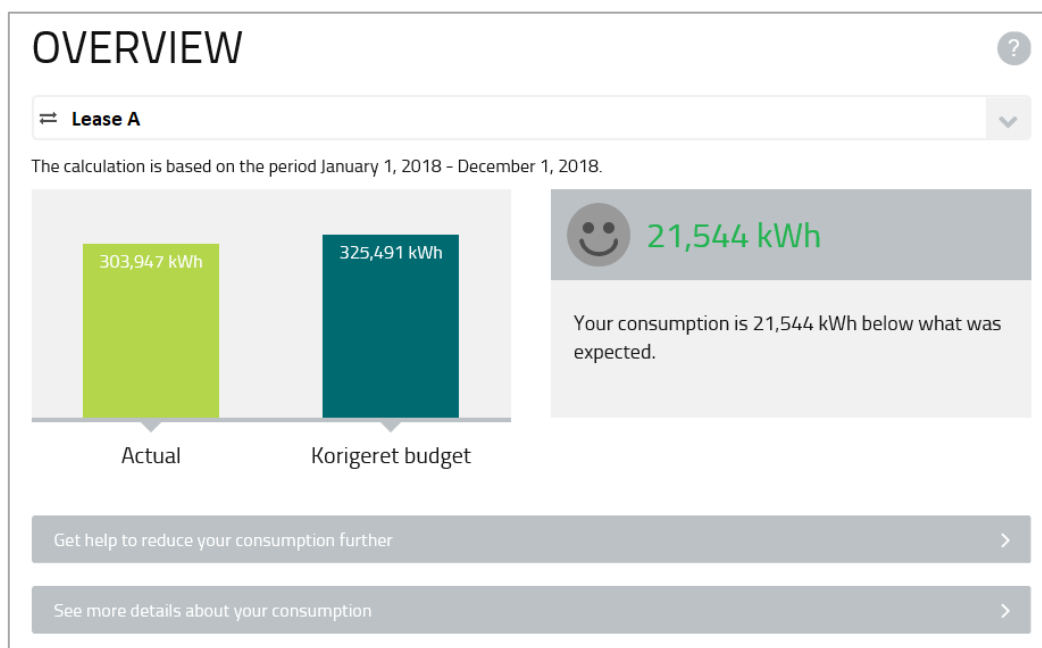 OVERVIEW
?
Lease A
The calculation is based on the period January 1, 2018 - December 1, 2018.
303,947 kWh
325,491 kWh
Actual
Korigeret budget
21,544 kWh
Your consumption is 21,544 kWh below what was
expected.
Get help to reduce your consumption further
See more details about your consumption